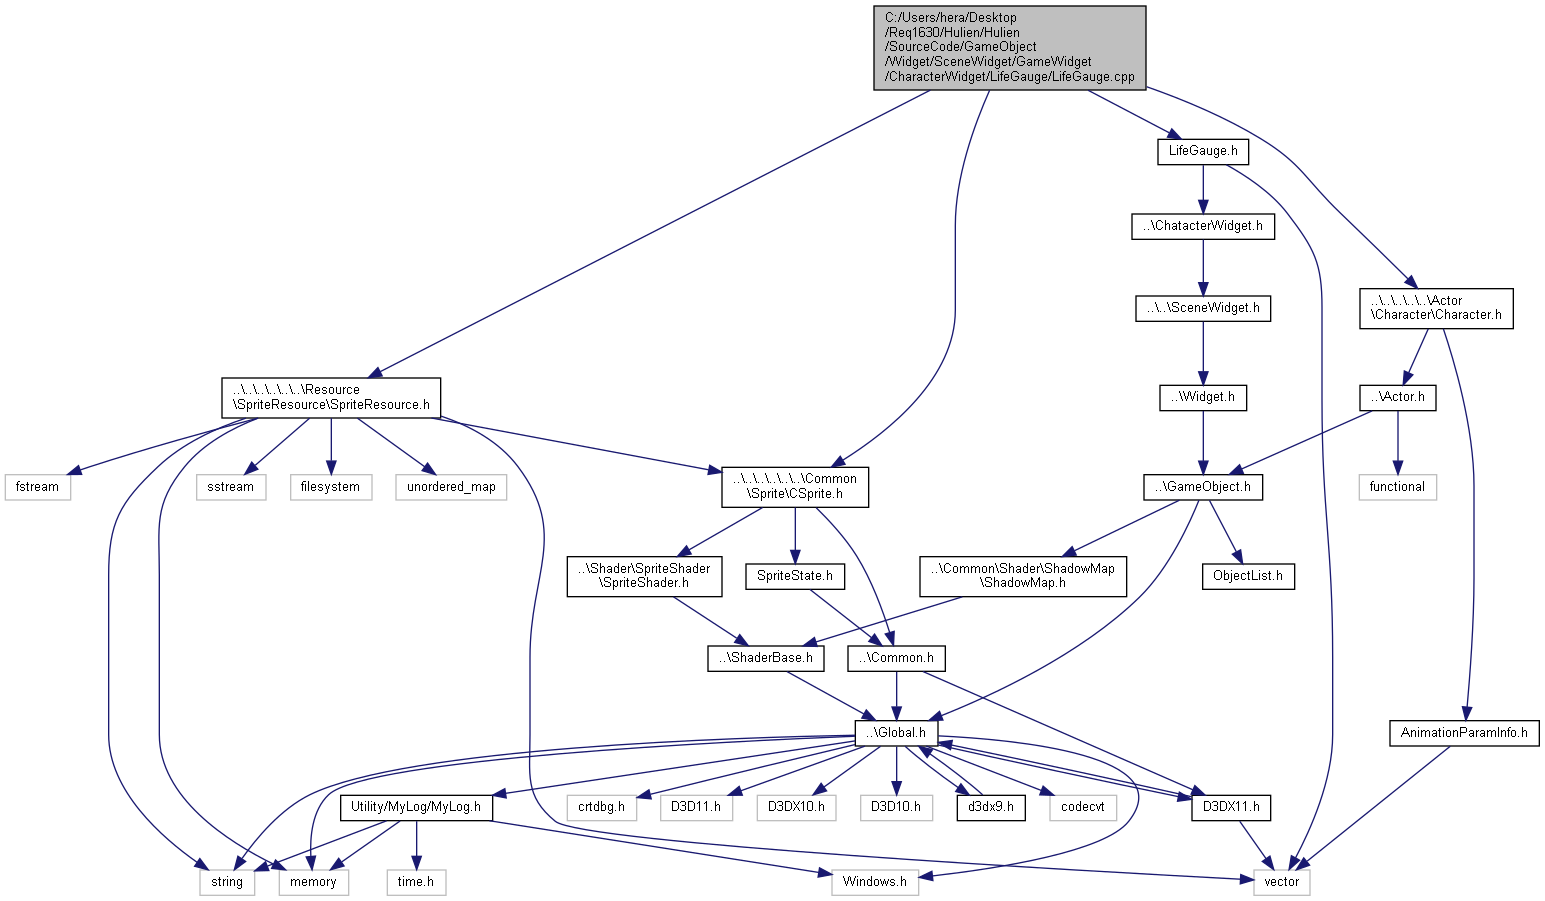 C:/Users/hera/Desktop
/Req1630/Hulien/Hulien
/SourceCode/GameObject
/Widget/SceneWidget/GameWidget
/CharacterWidget/LifeGauge/LifeGauge.cpp
LifeGauge.h
..\ChatacterWidget.h
..\..\SceneWidget.h
..\..\..\..\..\Actor
\Character\Character.h
..\..\..\..\..\..\Resource
\SpriteResource\SpriteResource.h
..\Widget.h
..\Actor.h
fstream
sstream
filesystem
unordered_map
..\..\..\..\..\..\Common
\Sprite\CSprite.h
..\GameObject.h
functional
..\Shader\SpriteShader
\SpriteShader.h
SpriteState.h
..\Common\Shader\ShadowMap
\ShadowMap.h
ObjectList.h
..\ShaderBase.h
..\Common.h
..\Global.h
AnimationParamInfo.h
Utility/MyLog/MyLog.h
crtdbg.h
D3D11.h
D3DX10.h
D3D10.h
d3dx9.h
codecvt
D3DX11.h
string
memory
time.h
Windows.h
vector